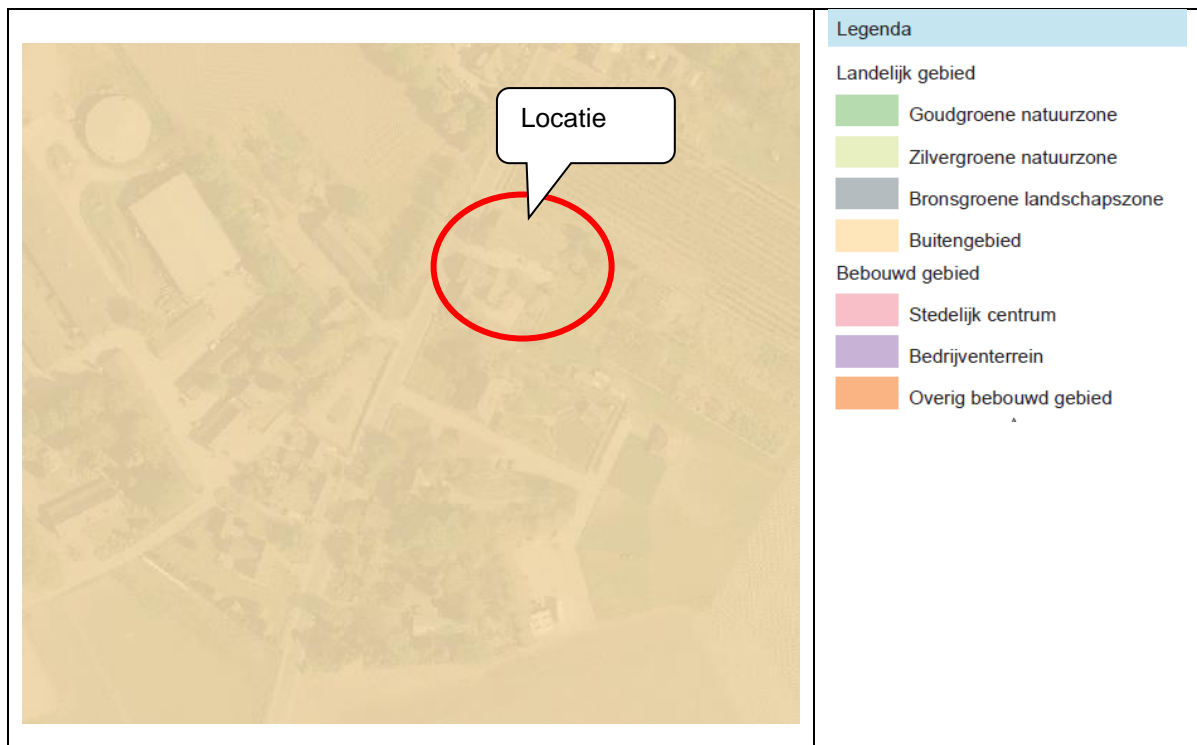 Locatie
Legenda
Landelijk gebied
Goudgroene natuurzone
Zilvergroene natuurzone
Bronsgroene landschapszone
Buitengebied
Bebouwd gebied
Stedelijk centrum
Bedrijventerrein
Overig bebouwd gebied